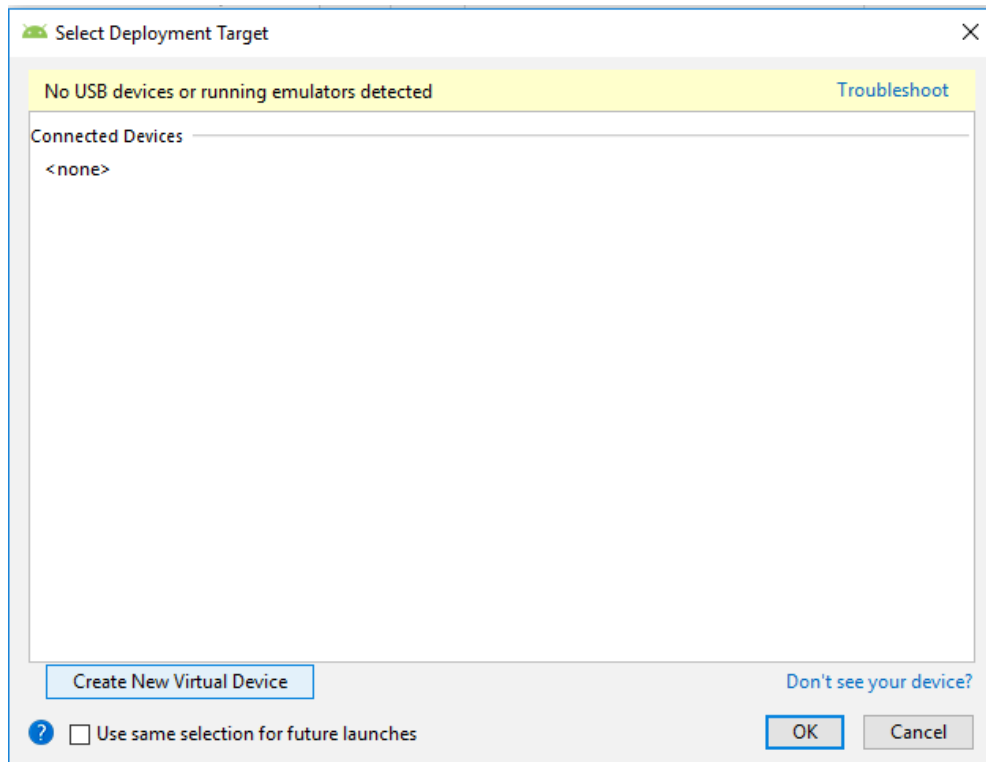 Select Deployment Target
No USB devices or running emulators detected Troubleshoot
Connected Devices
<none>
Create New Virtual Device Don't see your device?
? Use same selection for future launches OK Cancel